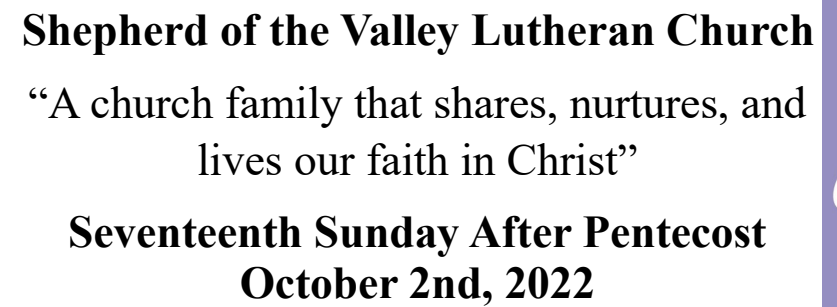 Shepherd of the Valley Lutheran Church
“A church family that shares, nurtures, and
lives our faith in Christ”
Seventeenth Sunday After Pentecost
October 2nd, 2022